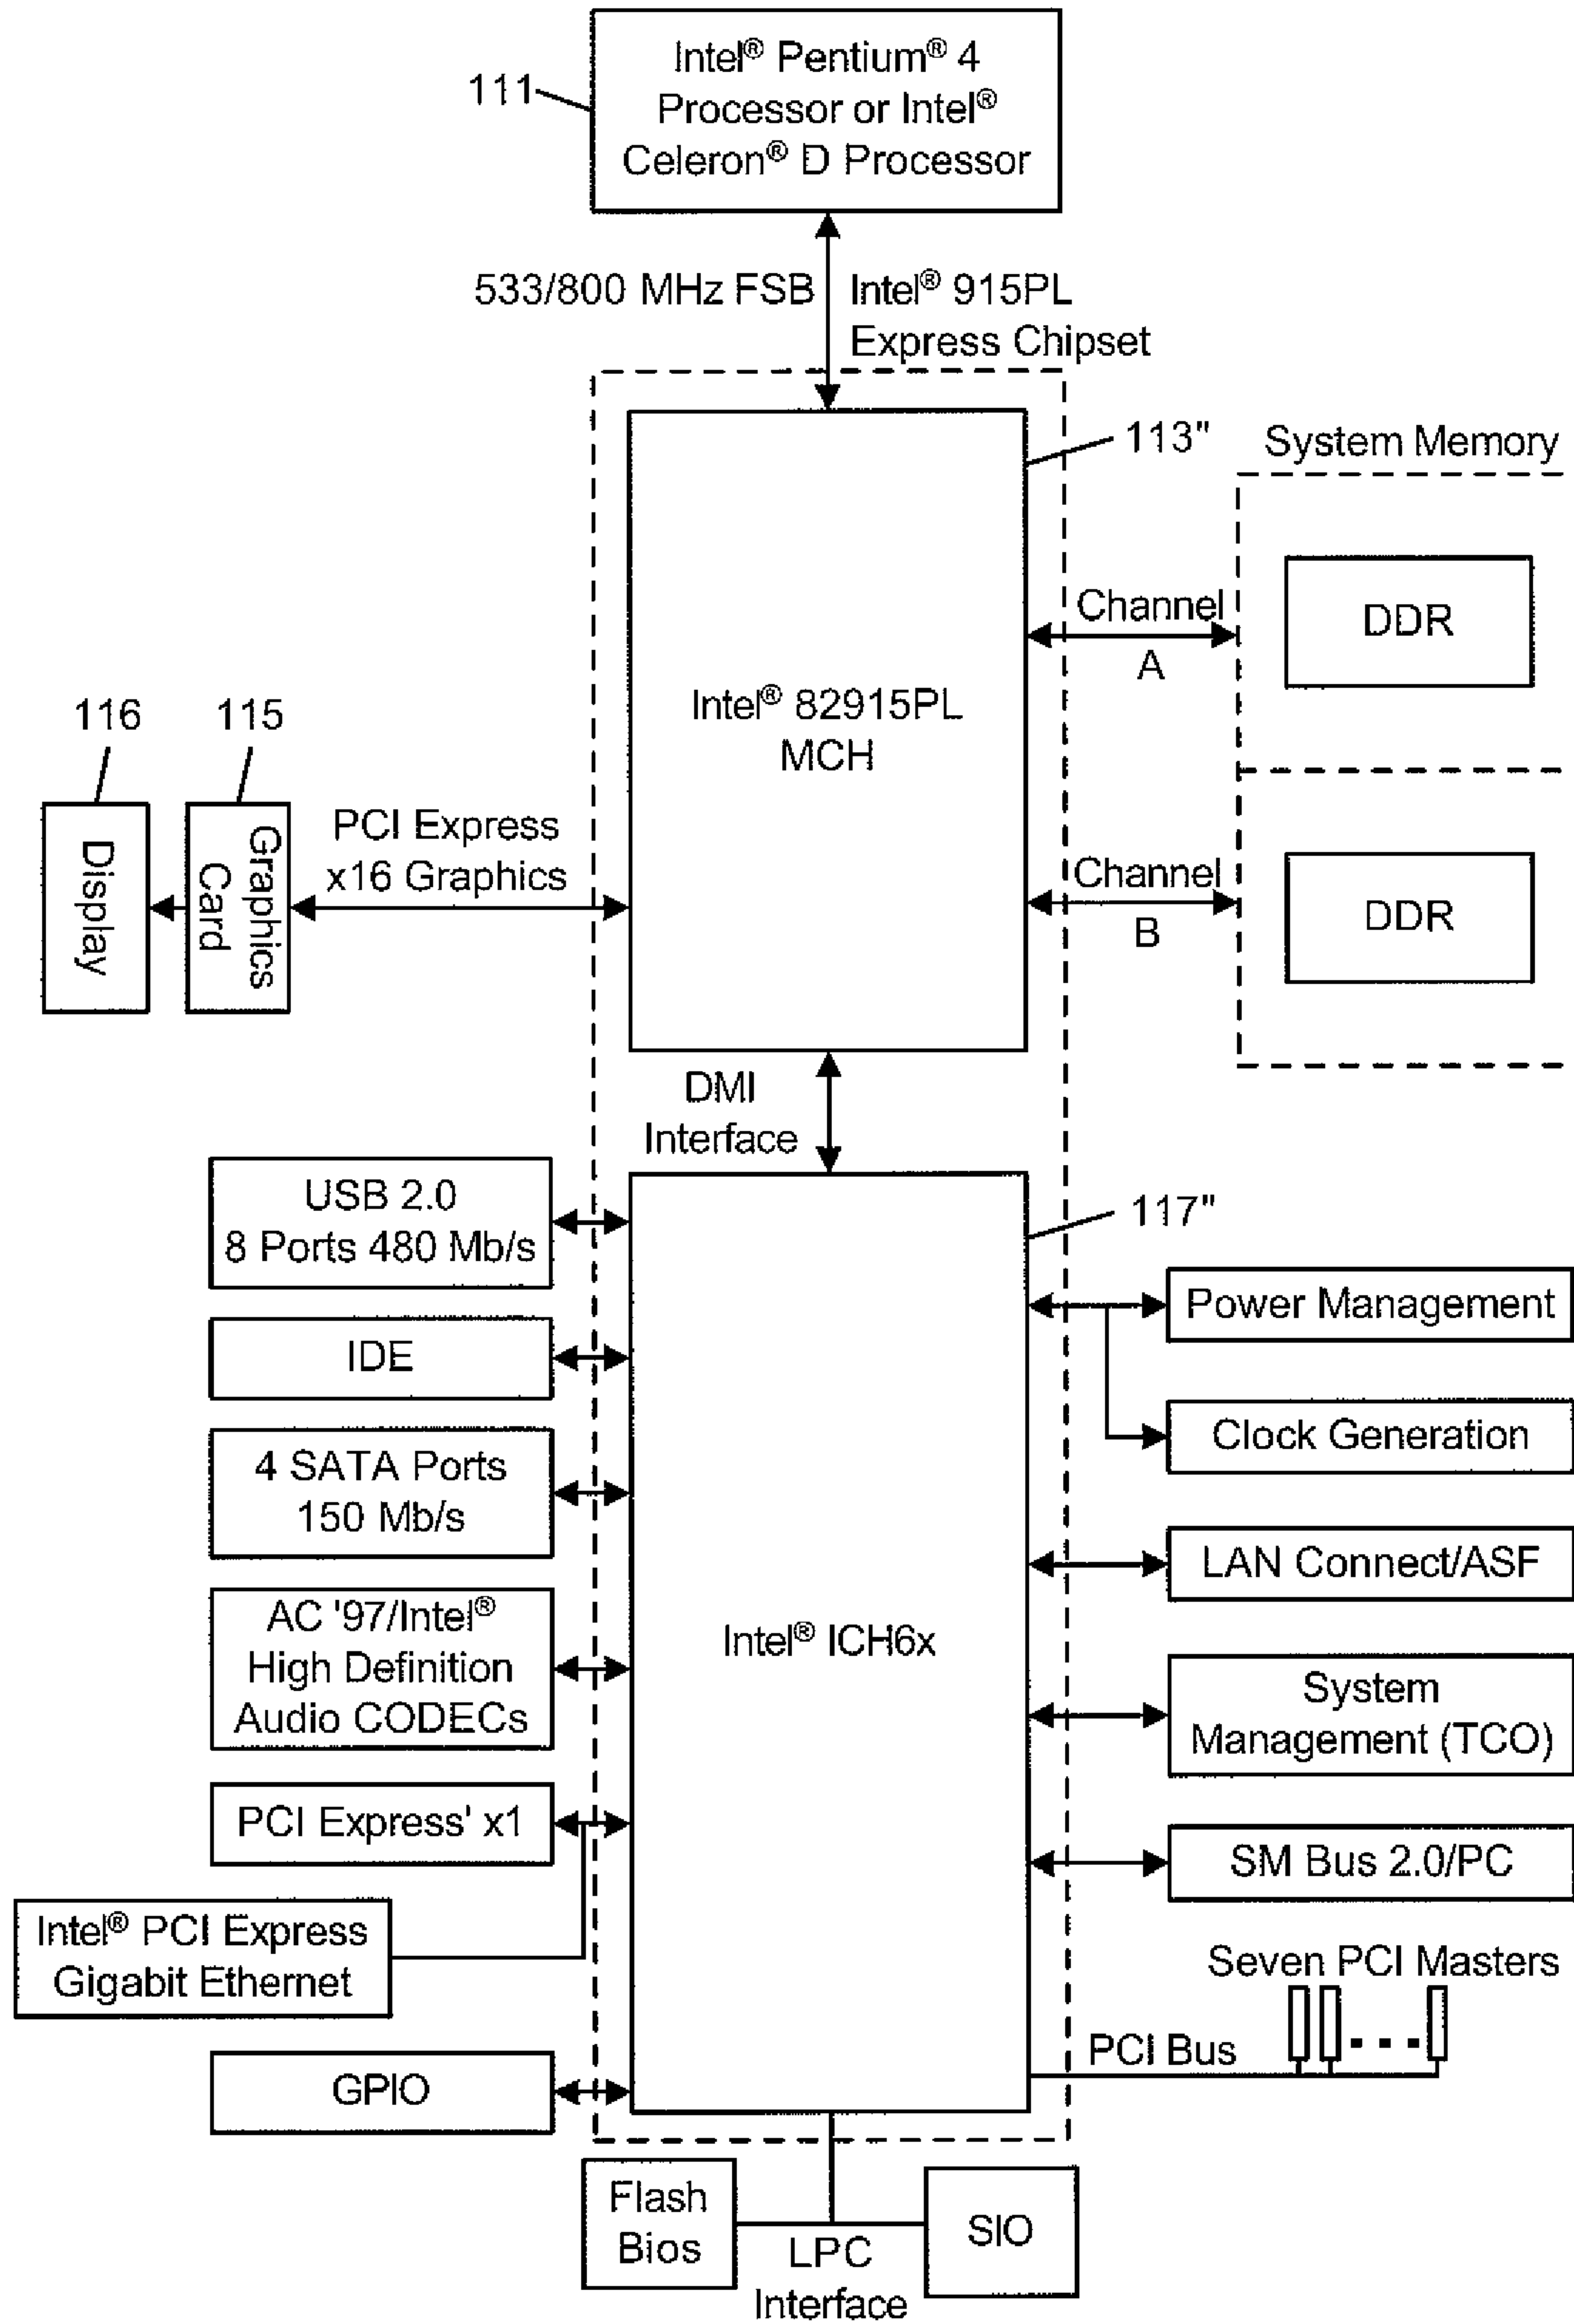 Intel® Pentium® 4
Processor or Intel®
Celeron® D Processor
111
533/800 MHz FSB
Intel® 915PL
Express Chipset
113"
System Memory
DDR
Channel
A
Intel® 82915PL
MCH
116
115
Display
Graphics
Card
PCI Express
x16 Graphics
Channel
B
DDR
DMI
Interface
USB 2.0
8 Ports 480 Mb/s
117"
Power Management
IDE
Clock Generation
4 SATA Ports
150 Mb/s
LAN Connect/ASF
AC '97/Intel®
High Definition
Audio CODECs
Intel® ICH6x
System
Management (TCO)
PCI Express' x1
SM Bus 2.0/PC
Intel® PCI Express
Gigabit Ethernet
Seven PCI Masters
PCI Bus
GPIO
Flash
Bios
LPC
Interface
SIO